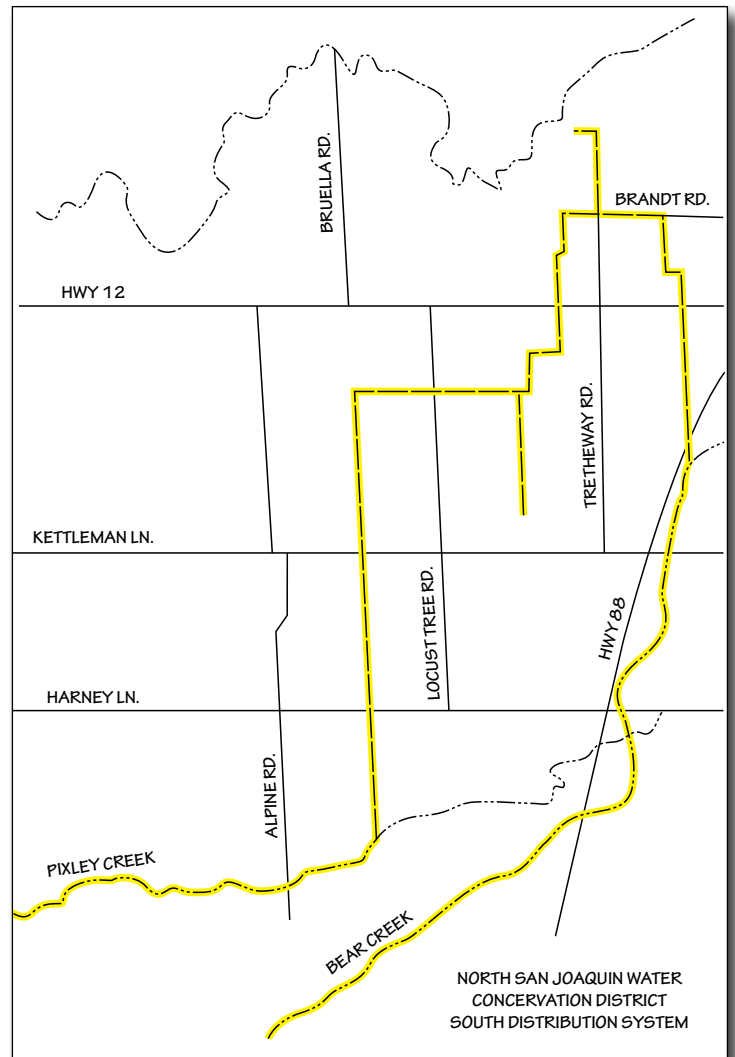 BRUELLA RD.
BRANDT RD.
HWY 12
TRETHEWAY RD.
KETTLEMAN LN.
LOCUST TREE RD.
HWY 88
HARNEY LN.
ALPINE RD.
PIXLEY CREEK
BEAR CREEK
NORTH SAN JOAQUIN WATER
CONCERVATION DISTRICT
SOUTH DISTRIBUTION SYSTEM